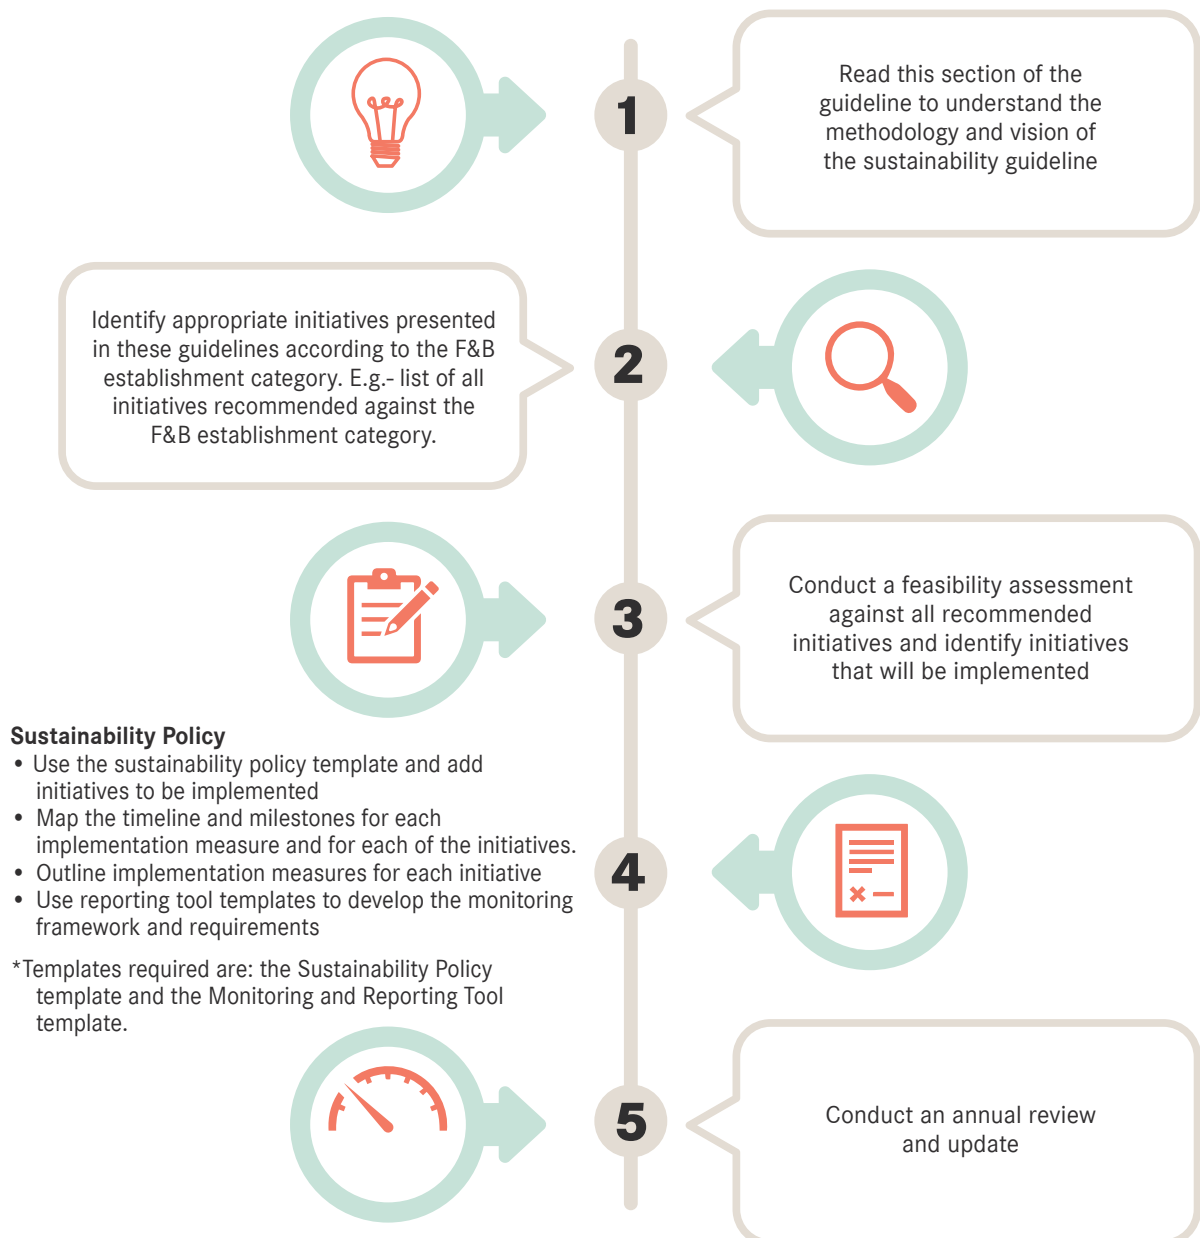 1
Read this section of the
guideline to understand the
methodology and vision of
the sustainability guideline
Identify appropriate initiatives presented
in these guidelines according to the F&B
establishment category. E.g.- list of all
initiatives recommended against the
F&B establishment category.
2
3
Conduct a feasibility assessment
against all recommended
initiatives and identify initiatives
that will be implemented
Sustainability Policy
• Use the sustainability policy template and add
initiatives to be implemented
• Map the timeline and milestones for each
implementation measure and for each of the initiatives.
• Outline implementation measures for each initiative
• Use reporting tool templates to develop the monitoring
framework and requirements
*Templates required are: the Sustainability Policy
template and the Monitoring and Reporting Tool
template.
4
5
Conduct an annual review
and update